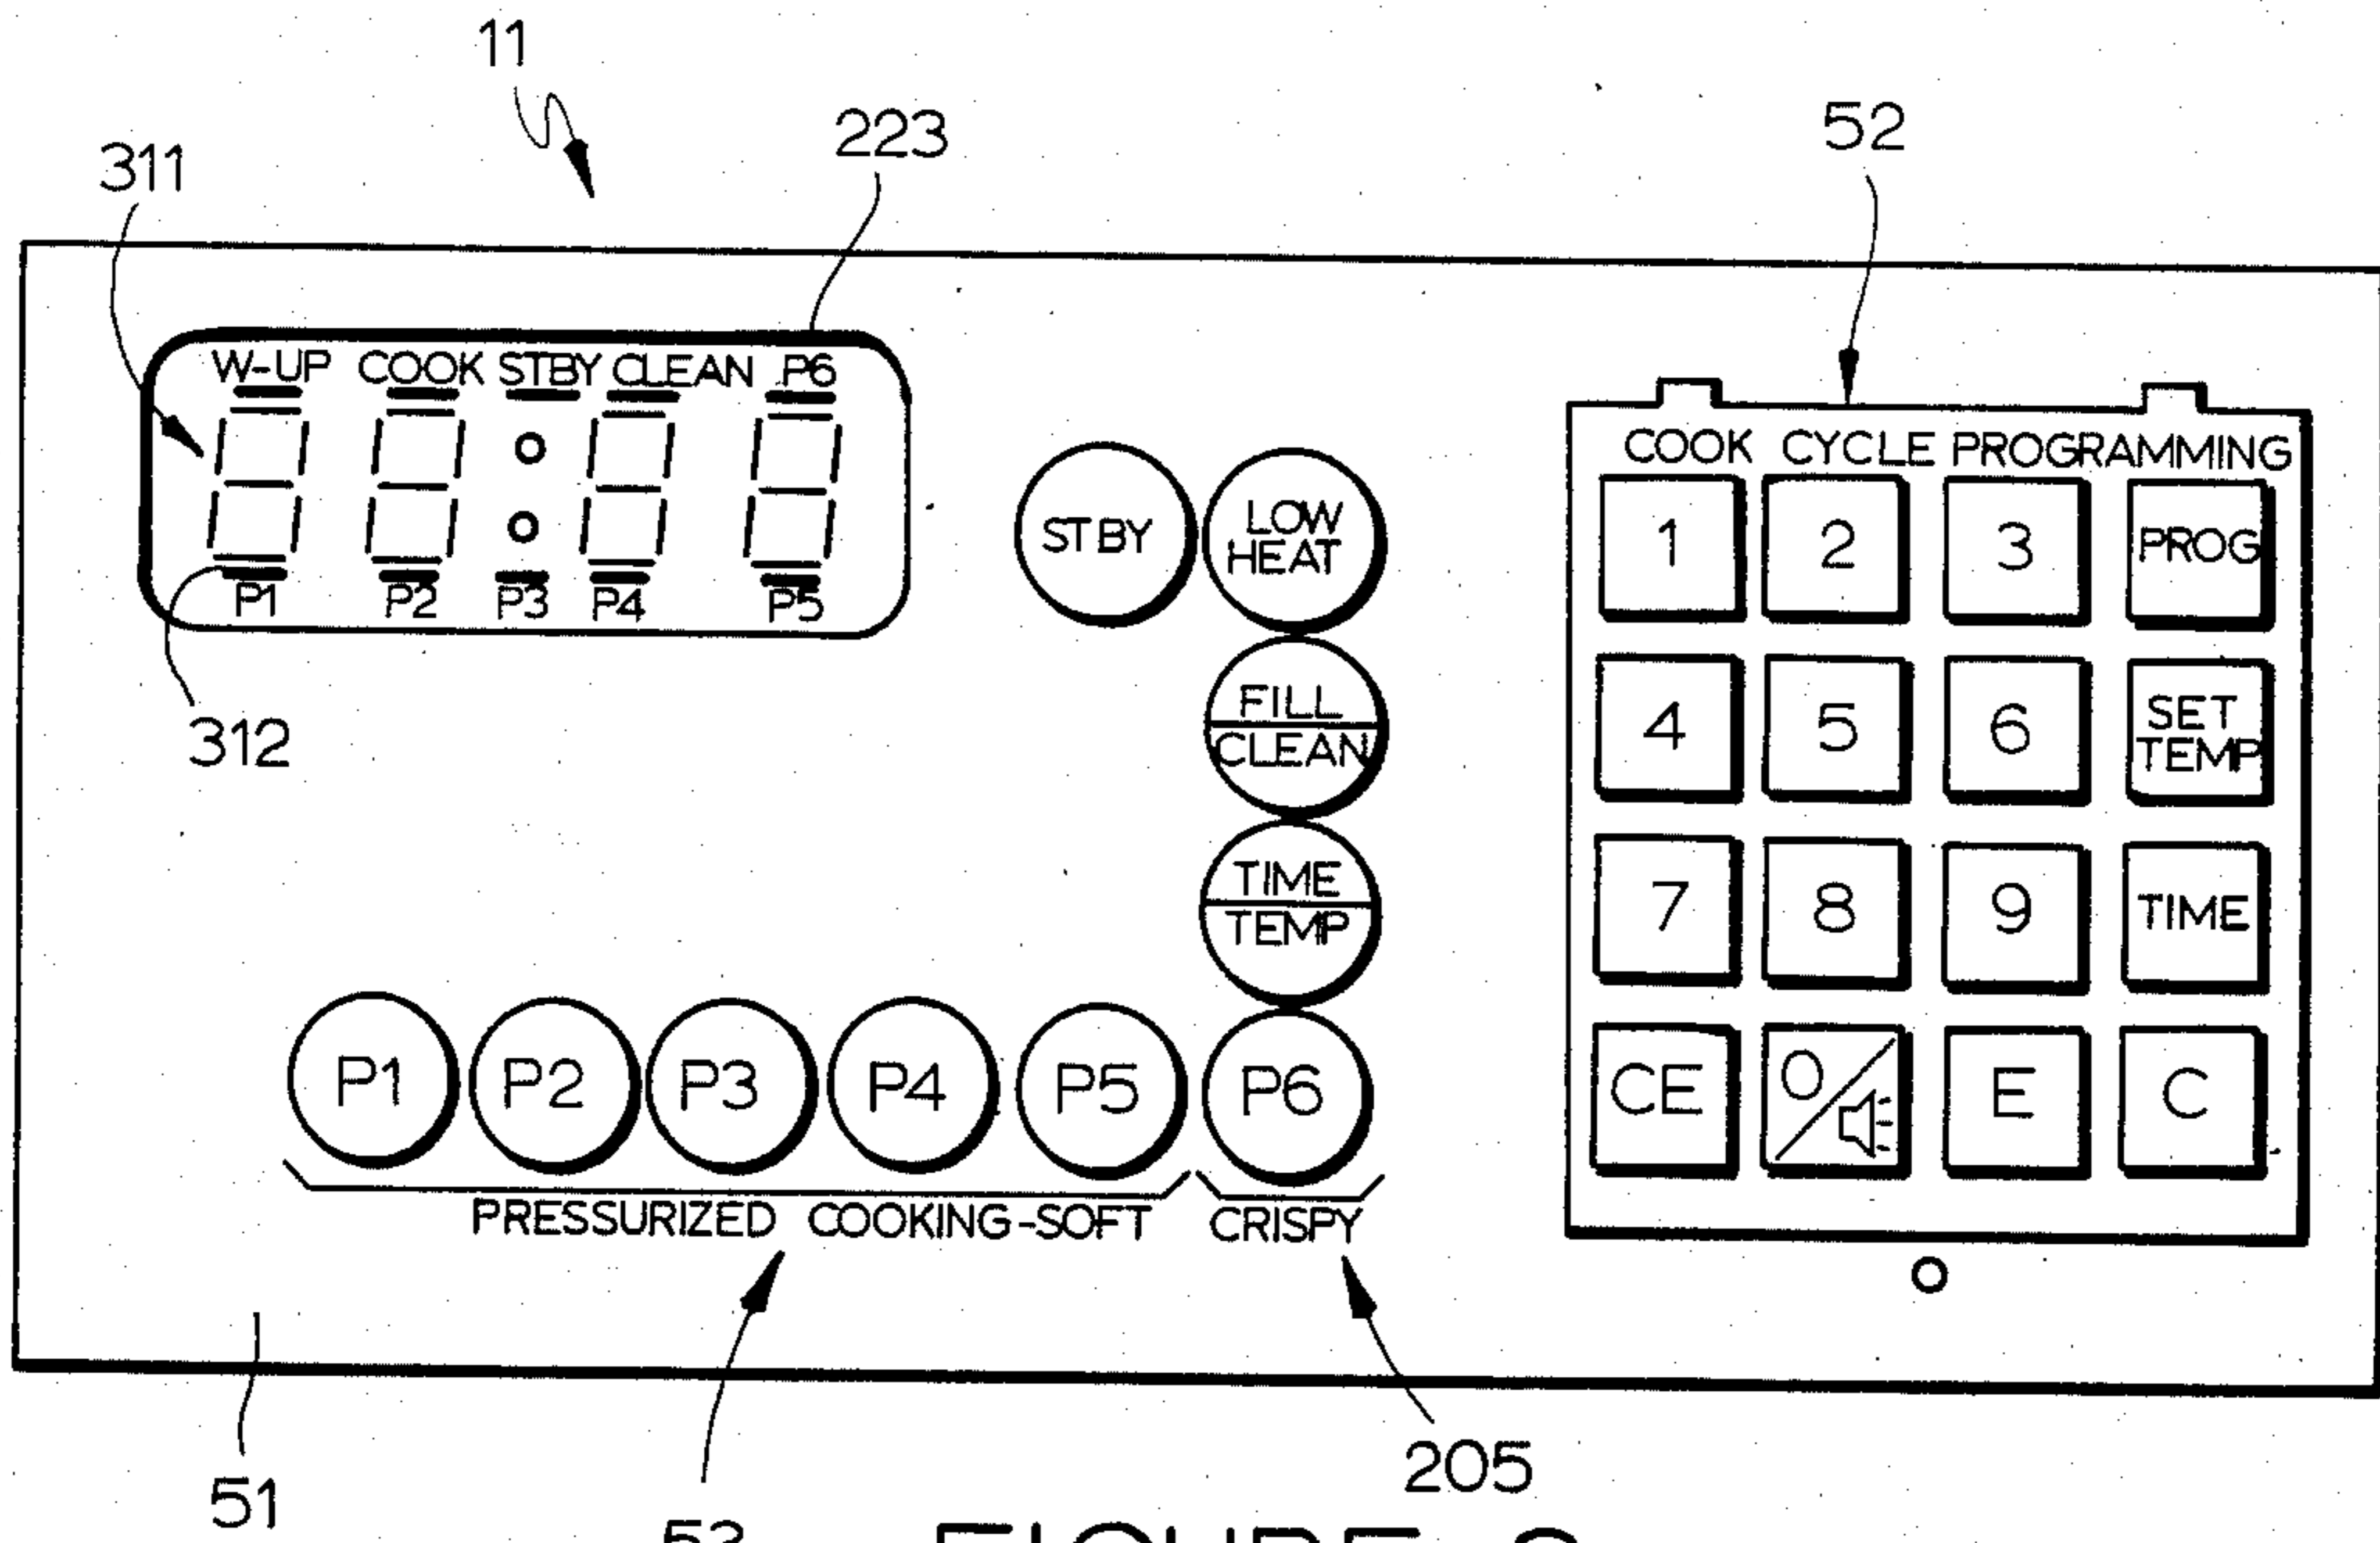 11
223
52
311
W-UP COOK STBY CLEAN P6
P1 P2 P3 P4 P5
312
STBY
LOW
HEAT
FILL
CLEAN
TIME
TEMP
P1 P2 P3 P4 P5 P6
PRESSURIZED COOKING-SOFT CRISPY
COOK CYCLE PROGRAMMING
1 2 3 PROG
4 5 6 SET TEMP
7 8 9 TIME
CE 0 E C
205
51
FIGURE